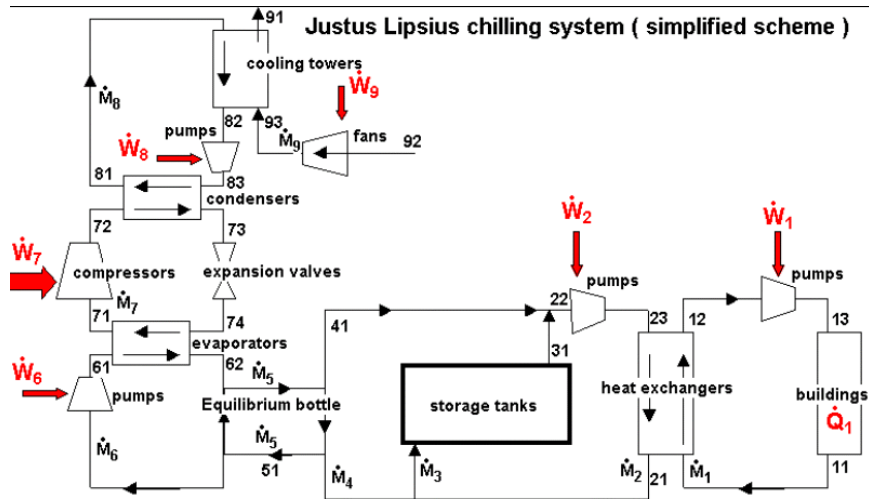 Justus Lipsius chilling system ( simplified scheme )
91
cooling towers
Ẇ9
Ṁ8
82
93
pumps
Ṁ9
fans
92
Ẇ8
81
83
condensers
Ẇ2
Ẇ1
72
73
Ẇ7
compressors
expansion valves
pumps
pumps
Ṁ7
71
74
41
22
23
12
13
evaporators
61
62
31
Ẇ6
pumps
Ṁ5
heat exchangers
buildings
Equilibrium bottle
storage tanks
Q̇1
Ṁ5
Ṁ6
51
Ṁ4
Ṁ3
Ṁ2
21
Ṁ1
11